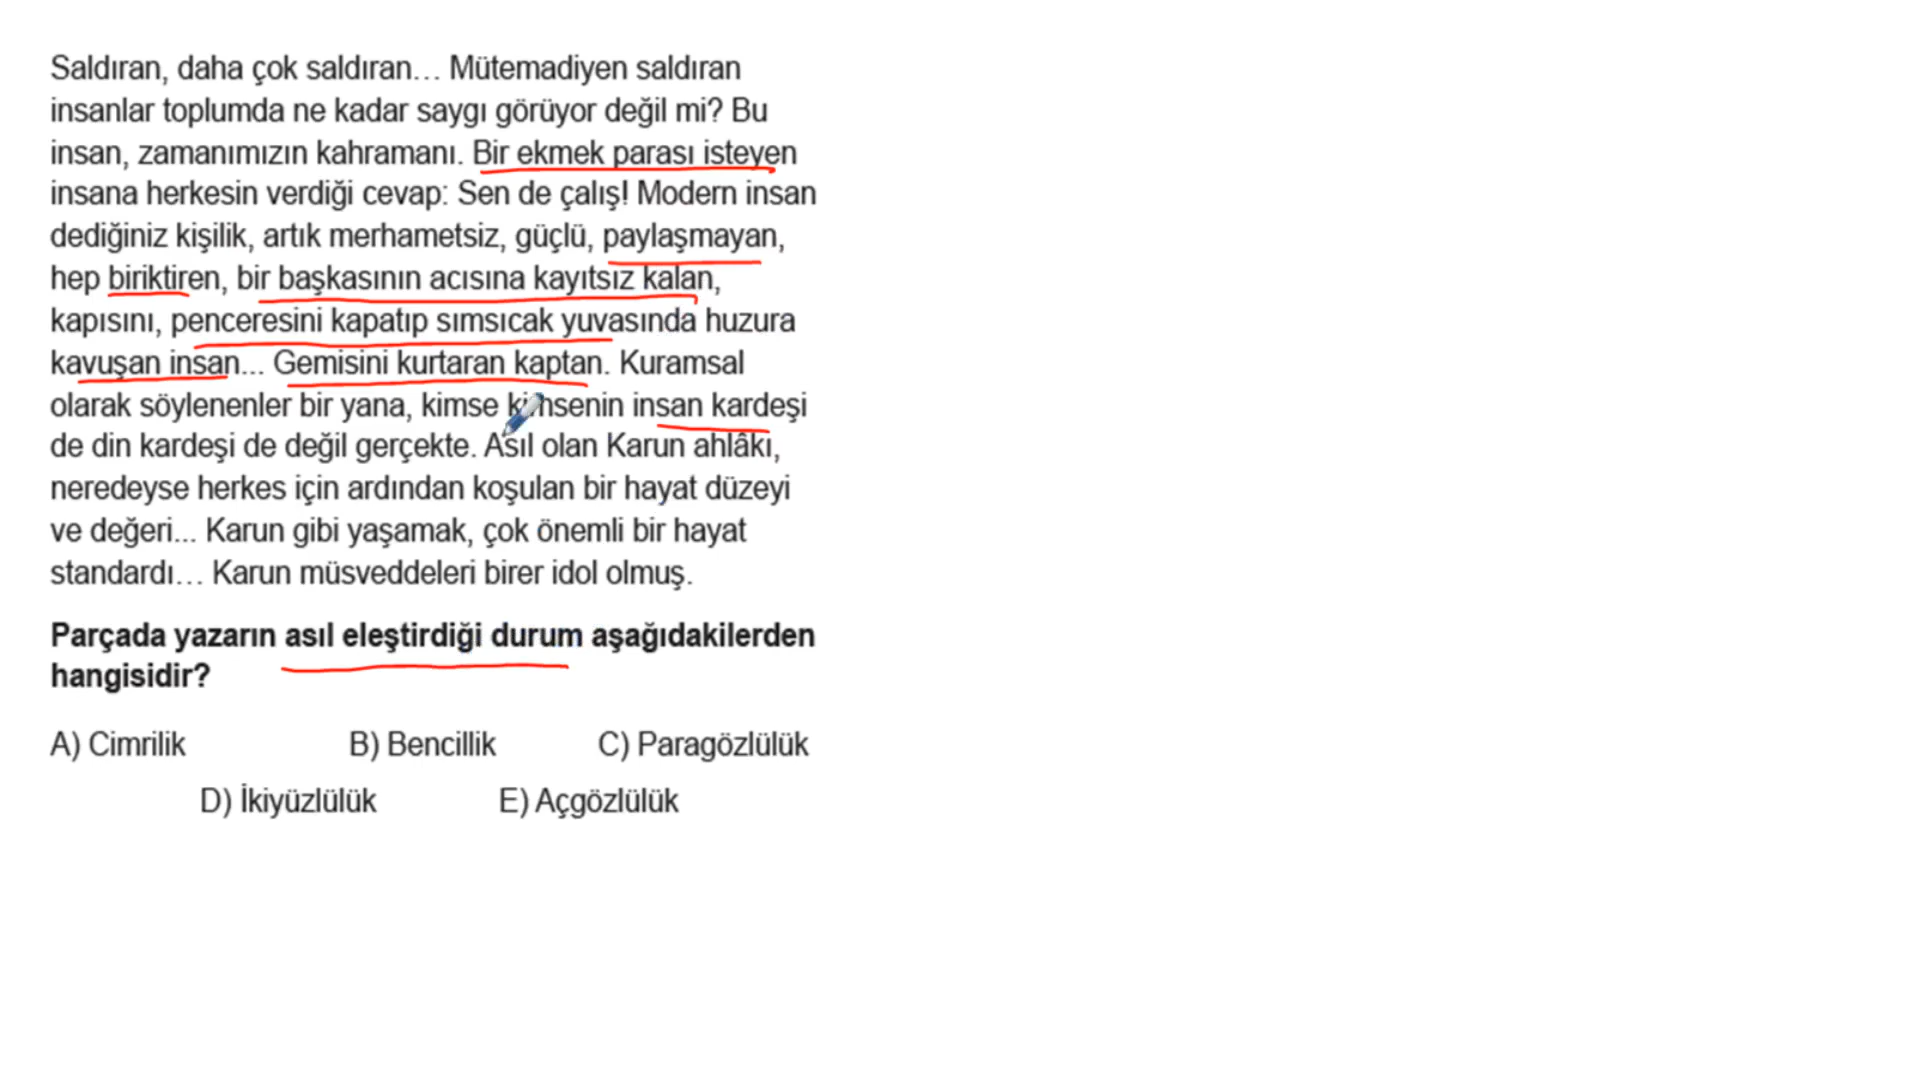 Saldıran, daha çok saldıran… Mütemadiyen saldıran
insanlar toplumda ne kadar saygı görüyor değil mi? Bu
insan, zamanımızın kahramanı. Bir ekmek parası isteyen
insana herkesin verdiği cevap: Sen de çalış! Modern insan
dediğiniz kişilik, artık merhametsiz, güçlü, paylaşmayan,
hep biriktiren, bir başkasının acısına kayıtsız kalan,
kapısını, penceresini kapatıp sımsıcak yuvasında huzura
kavuşan insan... Gemisini kurtaran kaptan. Kuramsal
olarak söylenenler bir yana, kimse kimsenin insan kardeşi
de din kardeşi de değil gerçekte. Asıl olan Karun ahlâkı,
neredeyse herkes için ardından koşulan bir hayat düzeyi
ve değeri... Karun gibi yaşamak, çok önemli bir hayat
standardı… Karun müsveddeleri birer idol olmuş.
Parçada yazarın asıl eleştirdiği durum aşağıdakilerden
hangisidir?
A) Cimrilik B) Bencillik C) Paragözlülük
D) İkiyüzlülük E) Açgözlülük